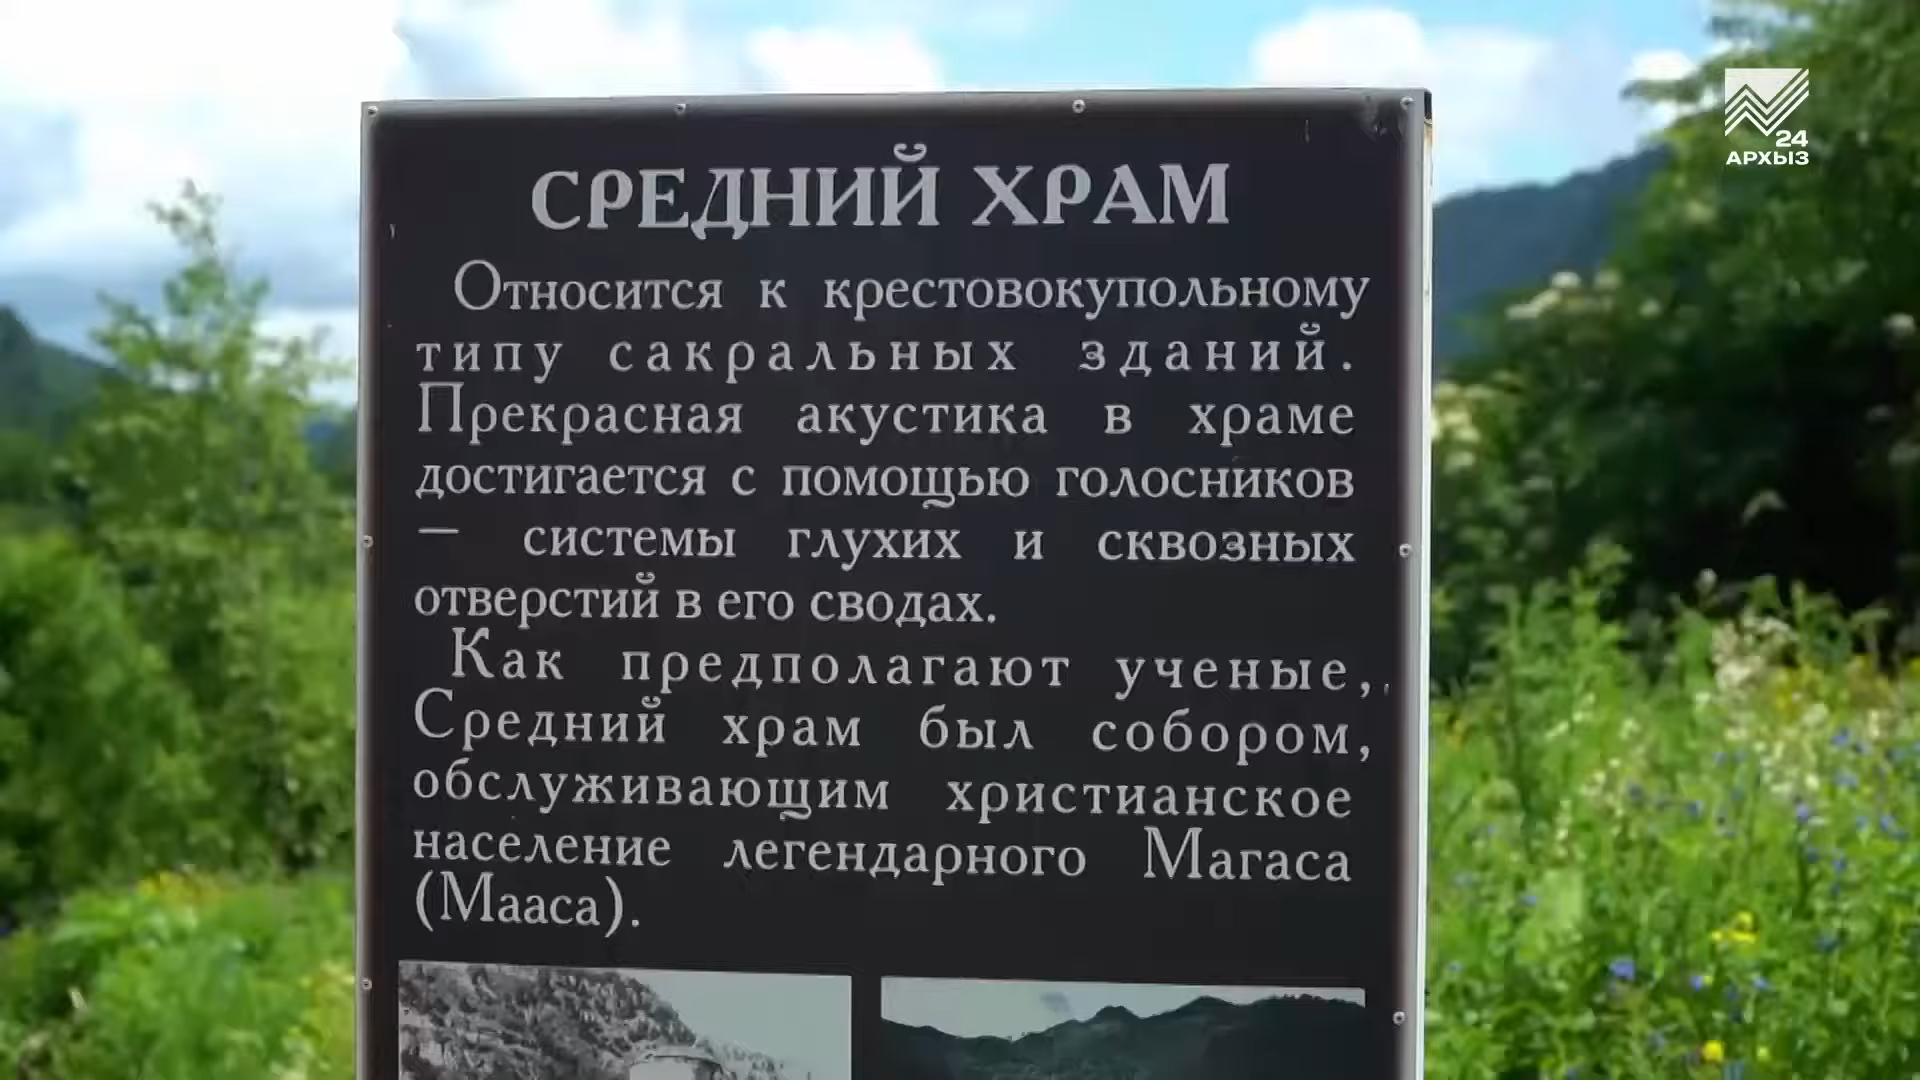 24
АРХЫЗ
СРЕДНИЙ ХРАМ
Относится к крестовокупольному
типу сакральных зданий.
Прекрасная акустика в храме
достигается с помощью голосников
— системы глухих и сквозных
отверстий в его сводах.
Как предполагают ученые,
Средний храм был собором,
обслуживающим христианское
население легендарного Магаса
(Мааса).